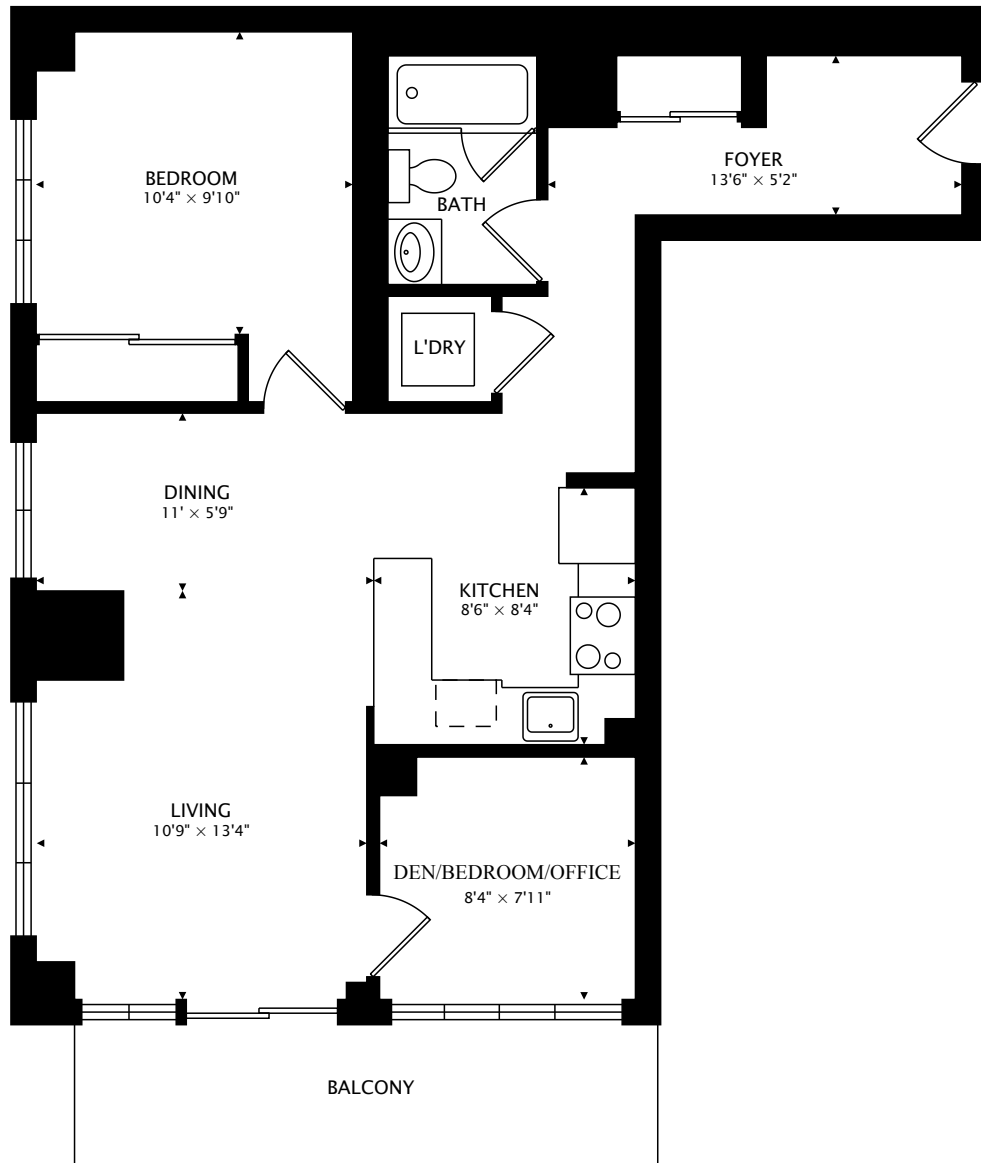 BEDROOM
10'4" × 9'10"
FOYER
13'6" × 5'2"
BATH
L'DRY
DINING
11' × 5'9"
KITCHEN
8'6" × 8'4"
LIVING
10'9" × 13'4"
DEN/BEDROOM/OFFICE
8'4" × 7'11"
BALCONY